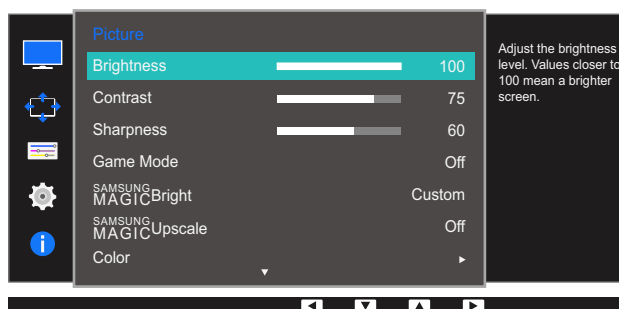 Picture
Brightness 100
Contrast 75
Sharpness 60
Game Mode Off
SAMSUNG
MAGICBright Custom
SAMSUNG
MAGICUpscale Off
Color
Adjust the brightness
level. Values closer to
100 mean a brighter
screen.